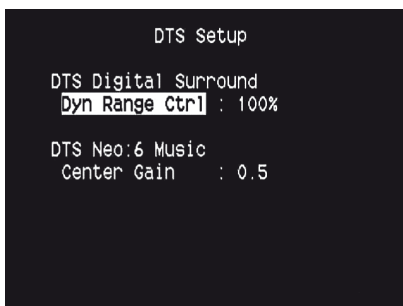 DTS Setup
DTS Digital Surround
Dyn Range Ctrl : 100%
DTS Neo:6 Music
Center Gain : 0.5